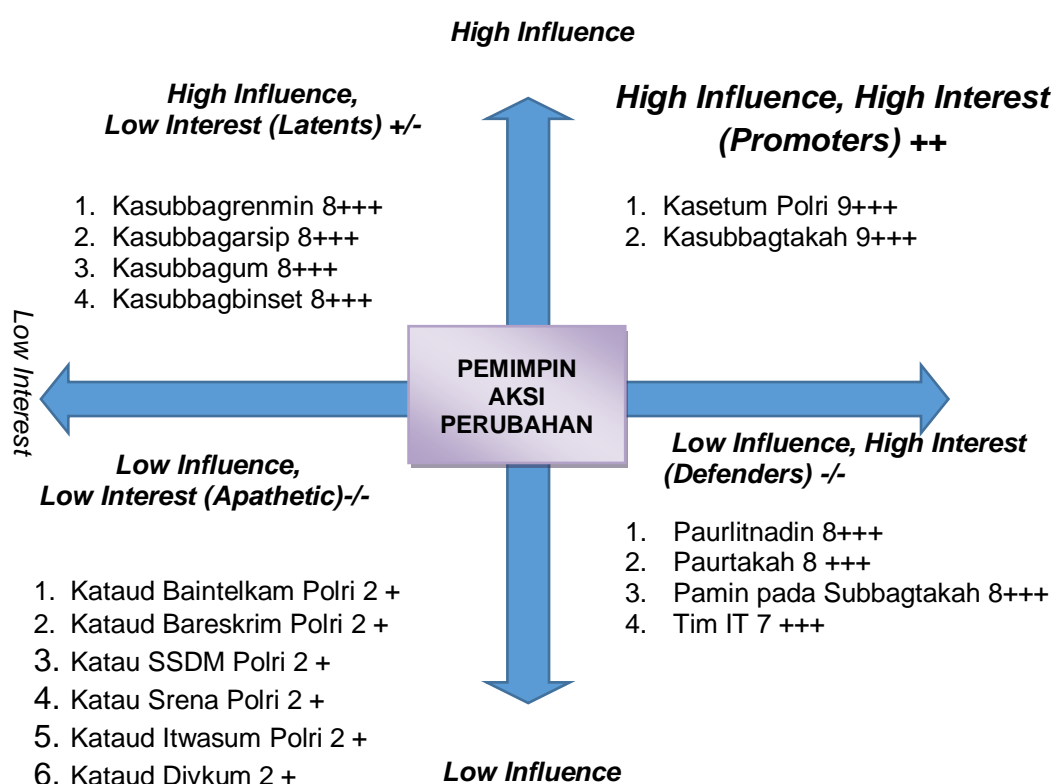 High Influence
High Influence,
Low Interest (Latents) +/-
1. Kasubbagrenmin 8+++
2. Kasubbagarsip 8+++
3. Kasubbagum 8+++
4. Kasubbagbinset 8+++
High Influence, High Interest
(Promoters) ++
1. Kasetum Polri 9+++
2. Kasubbagtakah 9+++
Low Interest
PEMIMPIN
AKSI
PERUBAHAN
Low Influence,
Low Interest (Apathetic)-/-
1. Kataud Baintelkam Polri 2 +
2. Kataud Bareskrim Polri 2 +
3. Katau SSDM Polri 2 +
4. Katau Srena Polri 2 +
5. Kataud Itwasum Polri 2 +
6. Kataud Divkum 2 +
Low Influence, High Interest
(Defenders) -/-
1. Paurlitnadin 8+++
2. Paurtakah 8 +++
3. Pamin pada Subbagtakah 8+++
4. Tim IT 7 +++
Low Influence